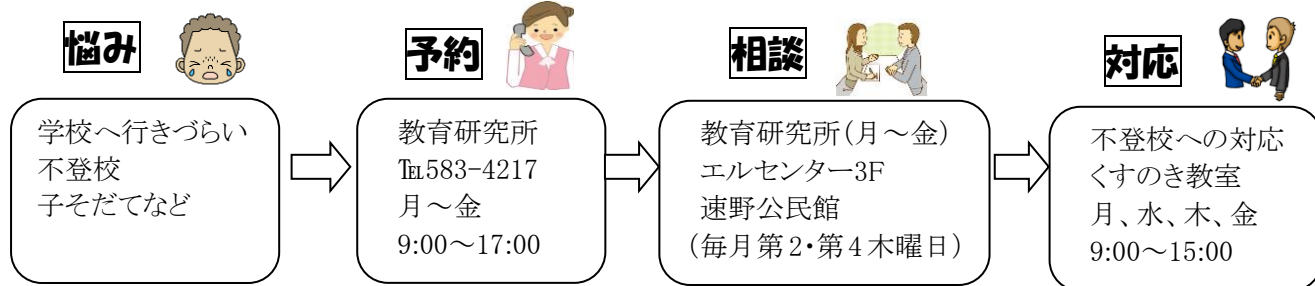 悩み
学校へ行きづらい
不登校
子そだてなど
予約
教育研究所
℡583-4217
月～金
9:00～17:00
相談
教育研究所(月～金)
エルセンター3F
速野公民館
(毎月第2・第4木曜日)
対応
不登校への対応
くすのき教室
月、水、木、金
9:00～15:00